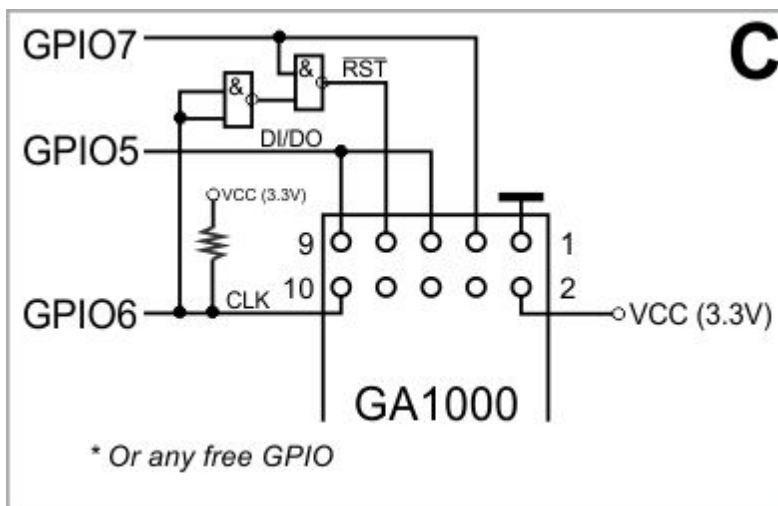 C
GPIO7
&
&
RST
GPIO5
DI/DO
VCC (3.3V)
9
1
10
2
CLK
GPIO6
VCC (3.3V)
GA1000
* Or any free GPIO